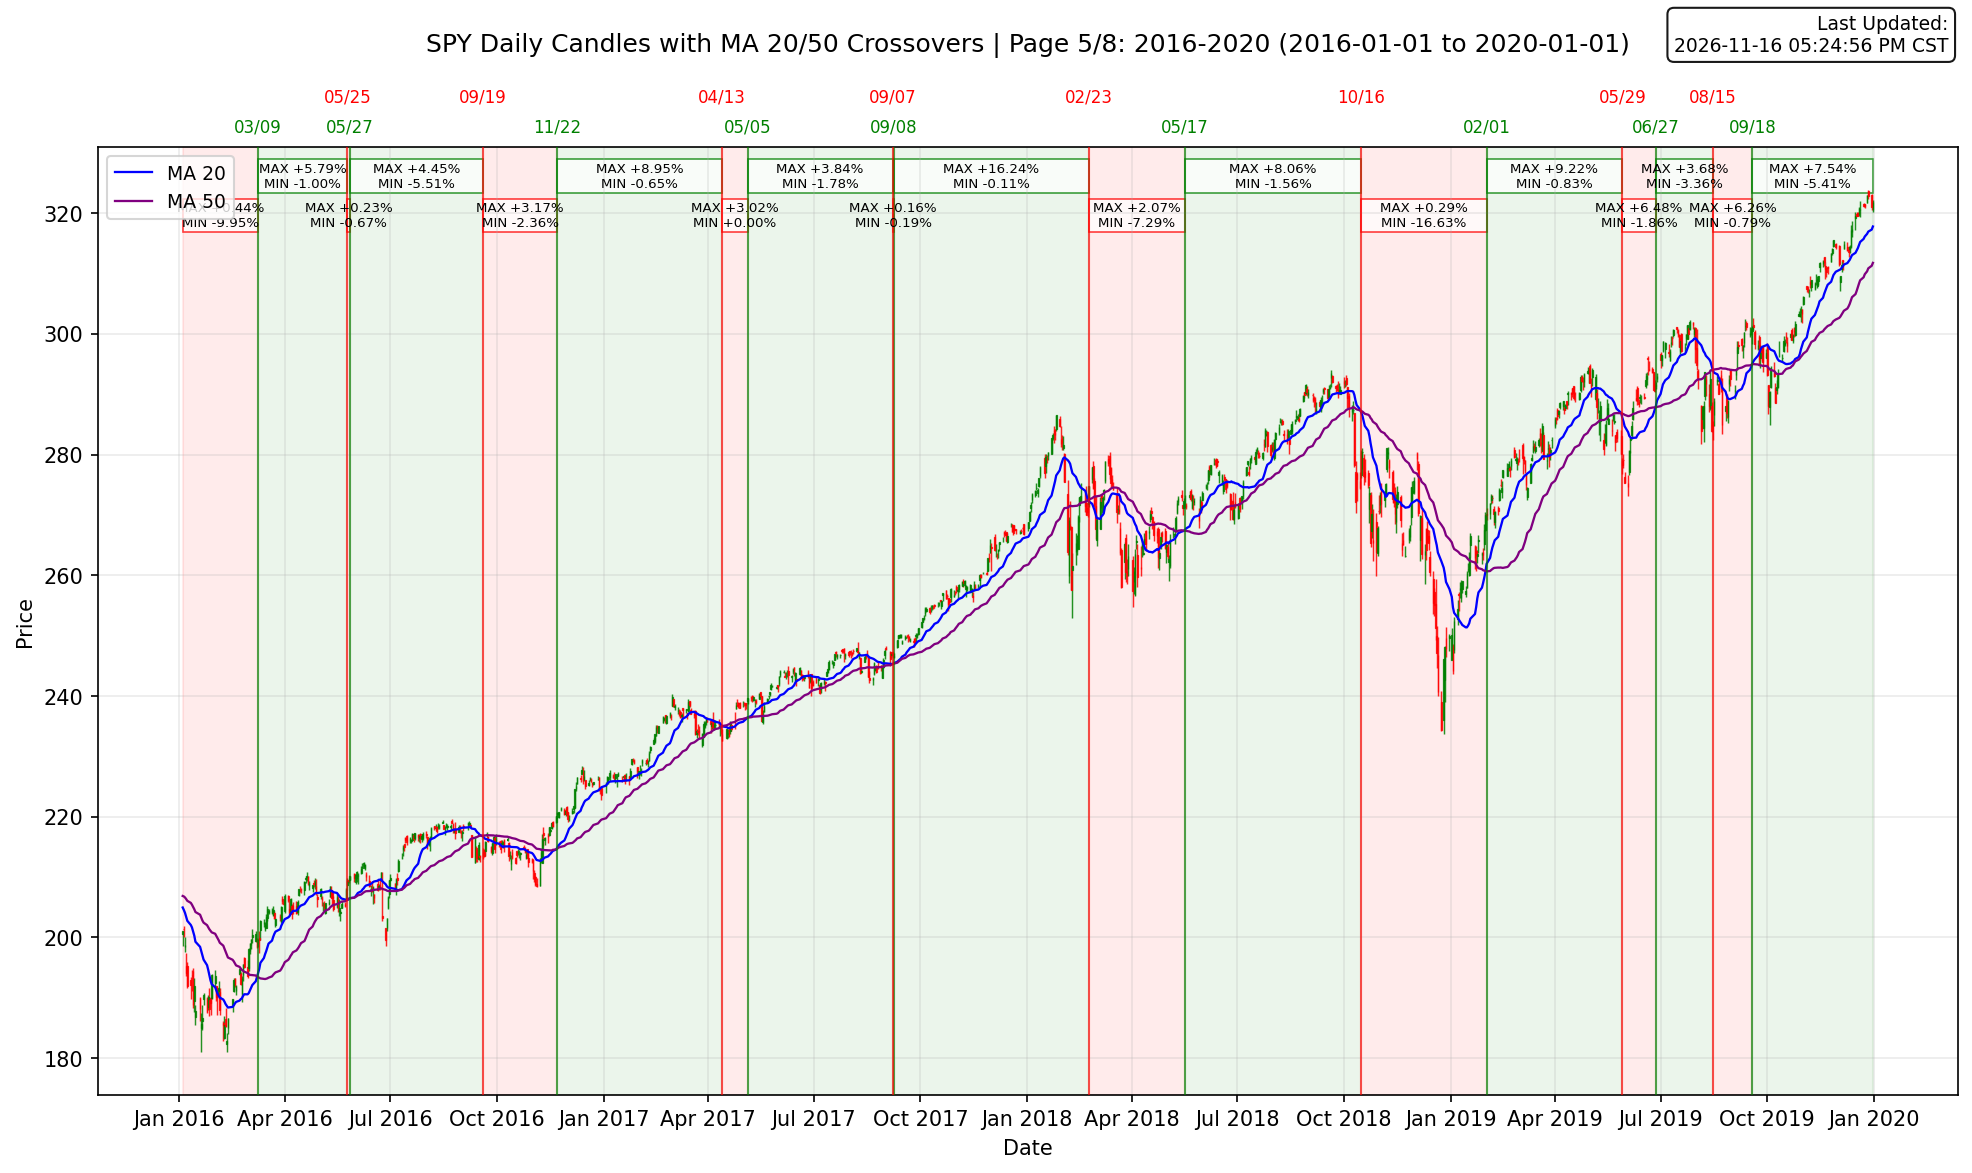 SPY Daily Candles with MA 20/50 Crossovers | Page 5/8: 2016-2020 (2016-01-01 to 2020-01-01)
Last Updated:
2026-11-16 05:24:56 PM CST
05/25 09/19 04/13 09/07 02/23 10/16 05/29 08/15
03/09 05/27 11/22 05/05 09/08 05/17 02/01 06/27 09/18
MA 20
MA 50
MAX +5.79% MAX +4.45% MAX +8.95% MAX +3.84% MAX +16.24% MAX +8.06% MAX +9.22% MAX +3.68% MAX +7.54%
MIN -1.00% MIN -5.51% MIN -0.65% MIN -1.78% MIN -0.11% MIN -1.56% MIN -0.83% MIN -3.36% MIN -5.41%
MAX +0.23% MAX +3.17% MAX +3.02% MAX +0.16% MAX +2.07% MAX +0.29% MAX +6.48% MAX +6.26%
MIN -9.95% MIN -0.67% MIN -2.36% MIN +0.00% MIN -0.19% MIN -7.29% MIN -16.63% MIN -1.86% MIN -0.79%
320
300
280
260
240
220
200
180
Price
Jan 2016 Apr 2016 Jul 2016 Oct 2016 Jan 2017 Apr 2017 Jul 2017 Oct 2017 Jan 2018 Apr 2018 Jul 2018 Oct 2018 Jan 2019 Apr 2019 Jul 2019 Oct 2019 Jan 2020
Date